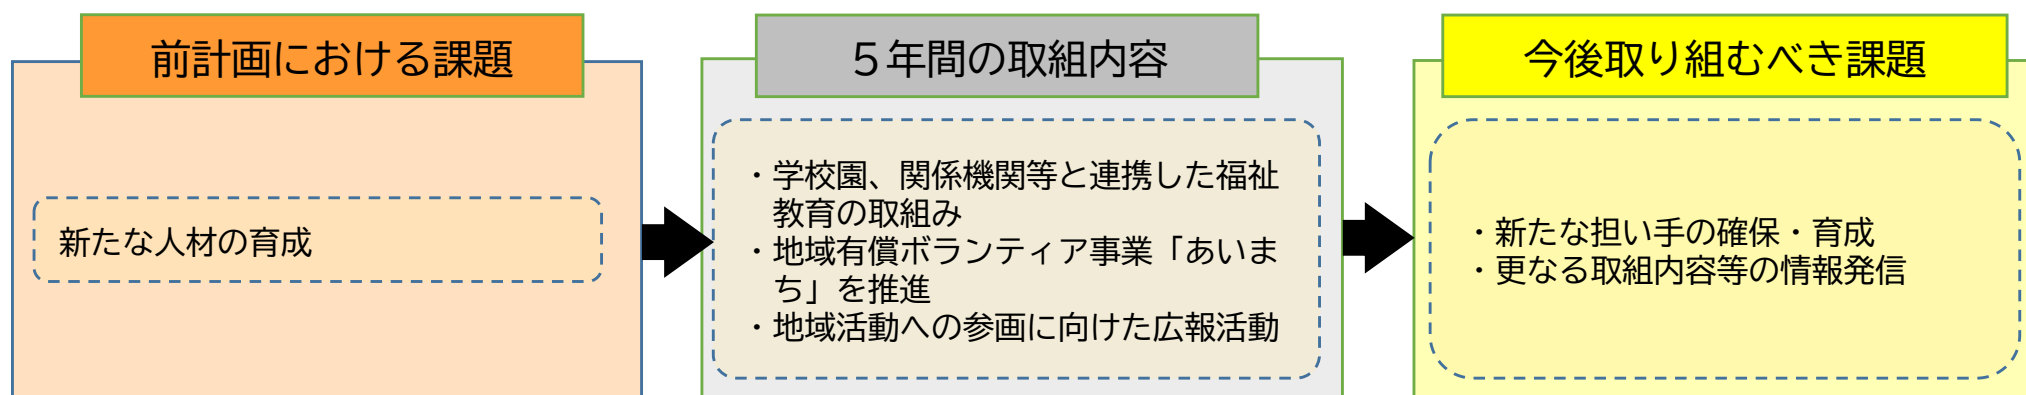 前計画における課題
新たな人材の育成
５年間の取組内容
・学校園、関係機関等と連携した福祉
教育の取組み
・地域有償ボランティア事業「あいま
ち」を推進
・地域活動への参画に向けた広報活動
今後取り組むべき課題
・新たな担い手の確保・育成
・更なる取組内容等の情報発信